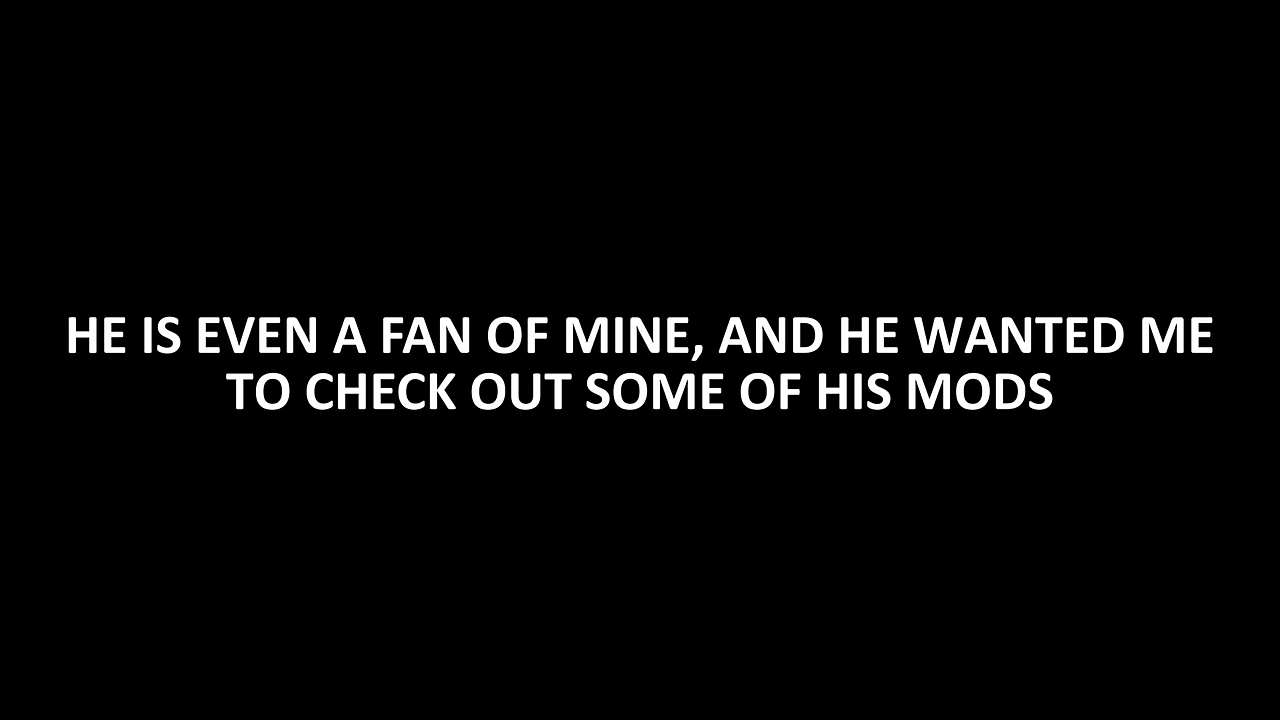 HE IS EVEN A FAN OF MINE, AND HE WANTED ME
TO CHECK OUT SOME OF HIS MODS